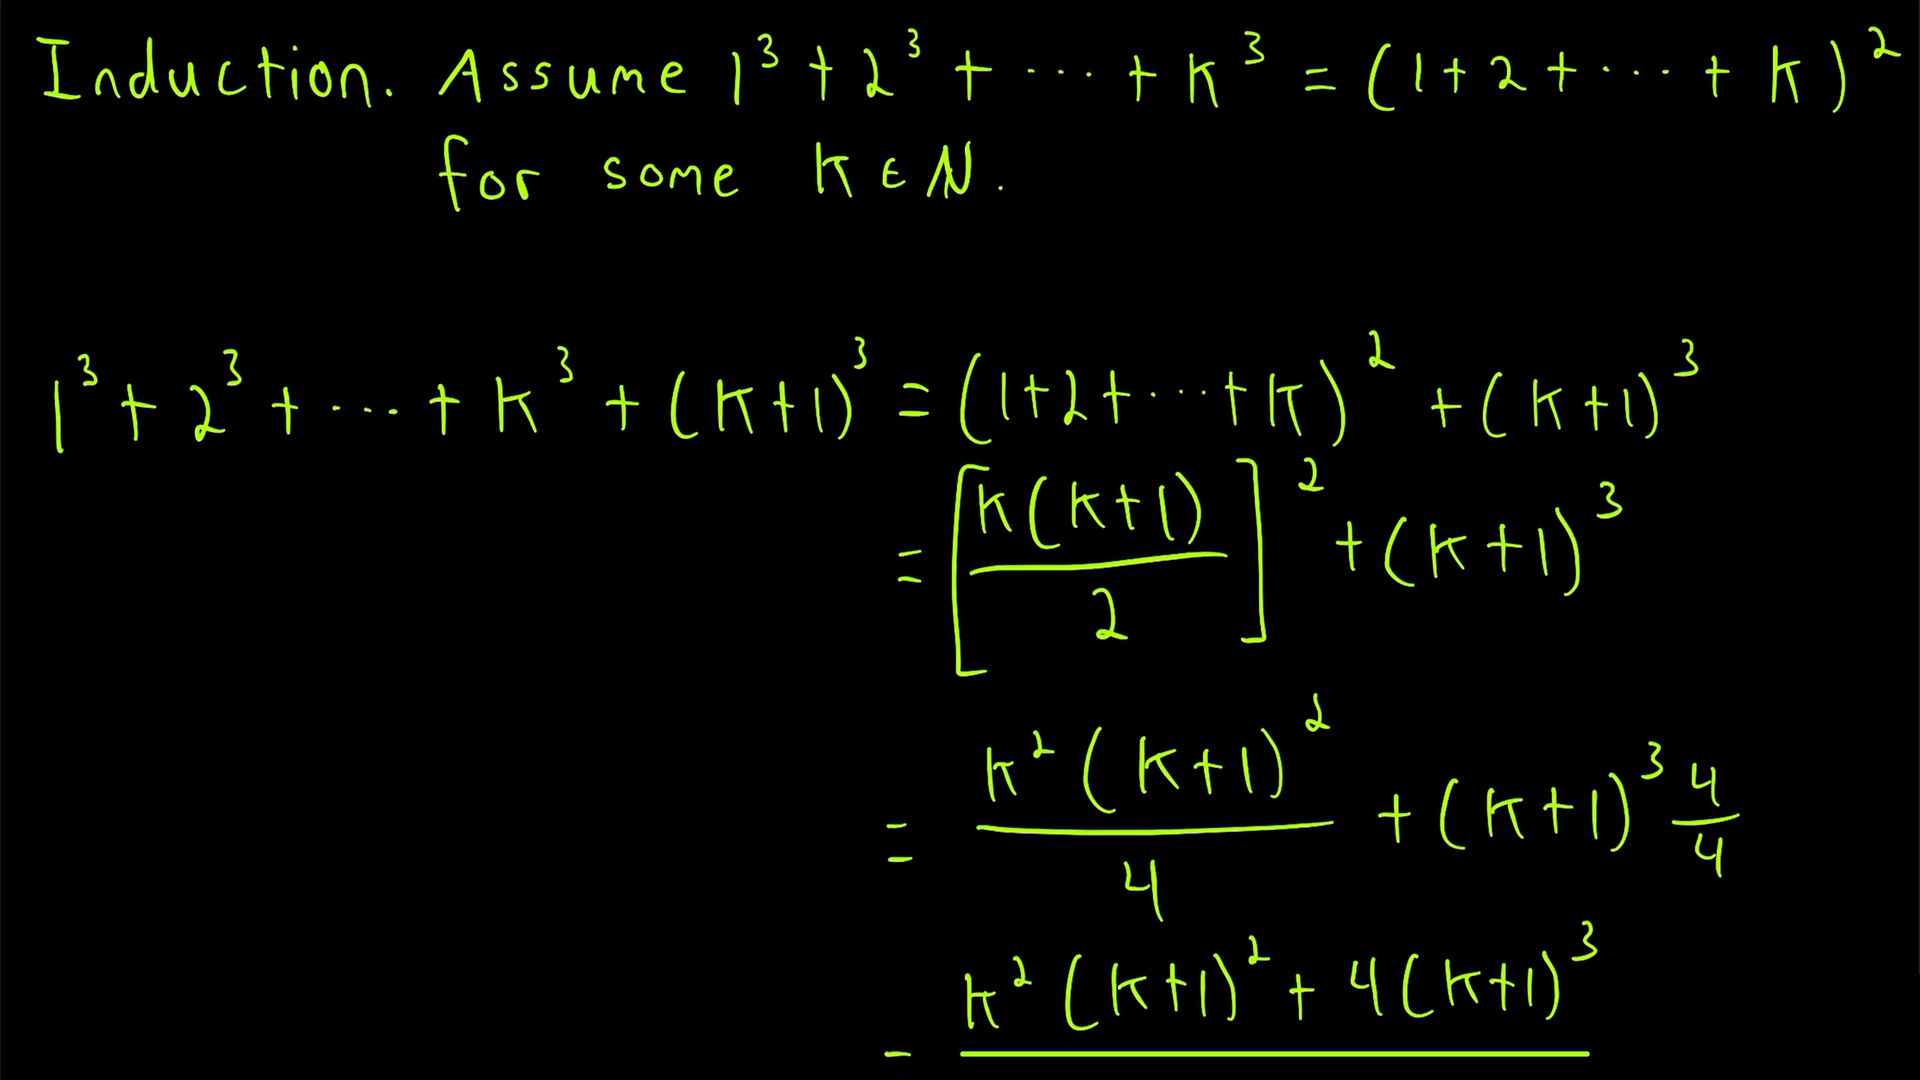 Induction. Assume 1³ + 2³ + ··· + K³ = (1+2+···+K)²
for some K∈N.
1³ + 2³ + ··· + K³ + (K+1)³ = (1+2+···+K)² + (K+1)³
= [K(K+1)/2]² + (K+1)³
= K²(K+1)²/4 + (K+1)³ 4/4
- K²(K+1)² + 4(K+1)³